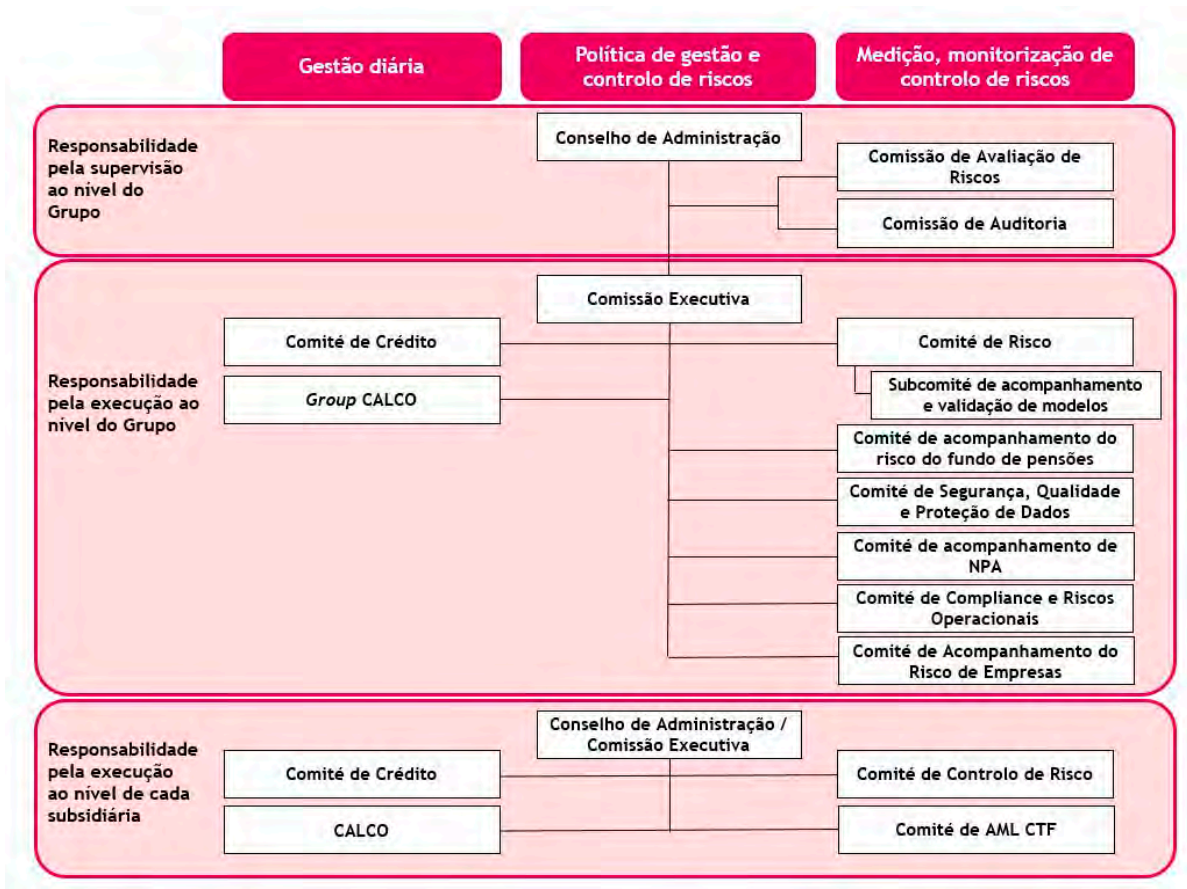 Gestão diária
Política de gestão e
controlo de riscos
Medição, monitorização de
controlo de riscos
Responsabilidade
pela supervisão
ao nível do
Grupo
Conselho de Administração
Comissão de Avaliação de
Riscos
Comissão de Auditoria
Responsabilidade
pela execução ao
nível do Grupo
Comissão Executiva
Comité de Crédito
Group CALCO
Comité de Risco
Subcomité de acompanhamento
e validação de modelos
Comité de acompanhamento do
risco do fundo de pensões
Comité de Segurança, Qualidade
e Proteção de Dados
Comité de acompanhamento de
NPA
Comité de Compliance e Riscos
Operacionais
Comité de Acompanhamento do
Risco de Empresas
Responsabilidade
pela execução
ao nível de cada
subsidiária
Conselho de Administração /
Comissão Executiva
Comité de Crédito
CALCO
Comité de Controlo de Risco
Comité de AML CTF